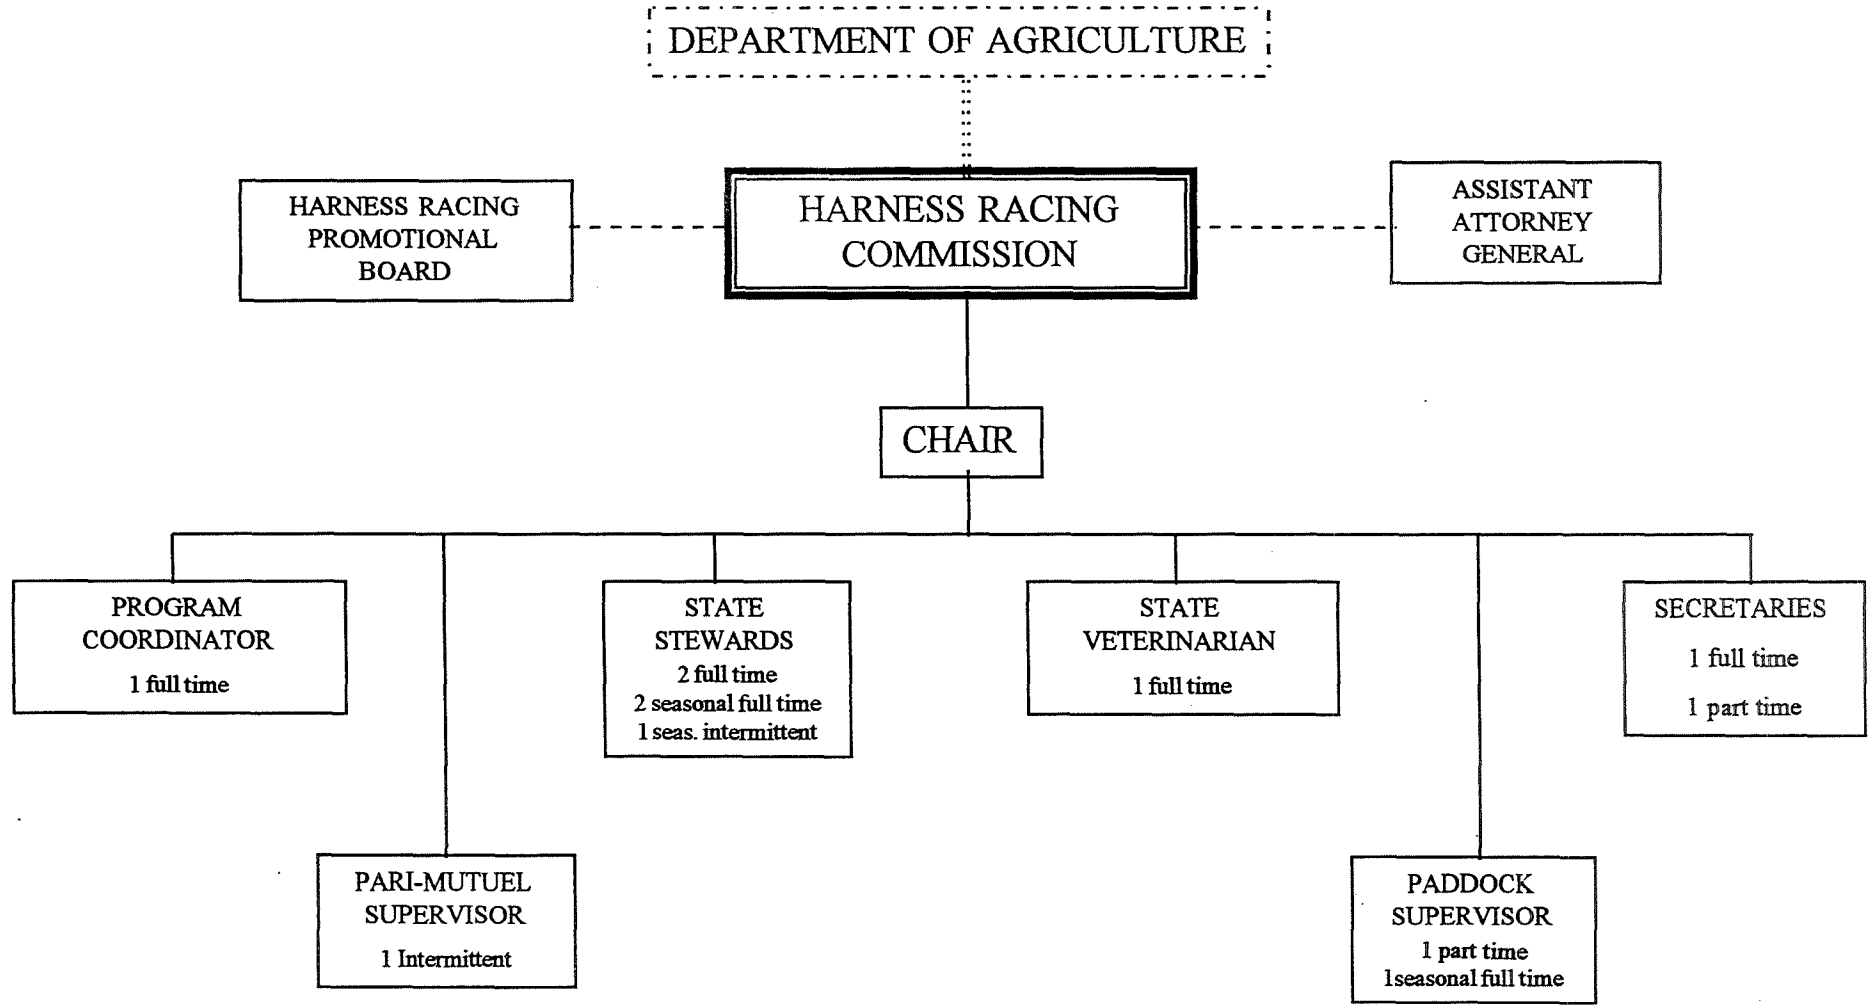 DEPARTMENT OF AGRICULTURE
HARNESS RACING
PROMOTIONAL
BOARD
HARNESS RACING
COMMISSION
ASSISTANT
ATTORNEY
GENERAL
CHAIR
PROGRAM
COORDINATOR
1 full time
STATE
STEWARDS
2 full time
2 seasonal full time
1 seas. intermittent
STATE
VETERINARIAN
1 full time
SECRETARIES
1 full time
1 part time
PARI-MUTUEL
SUPERVISOR
1 Intermittent
PADDOCK
SUPERVISOR
1 part time
1seasonal full time